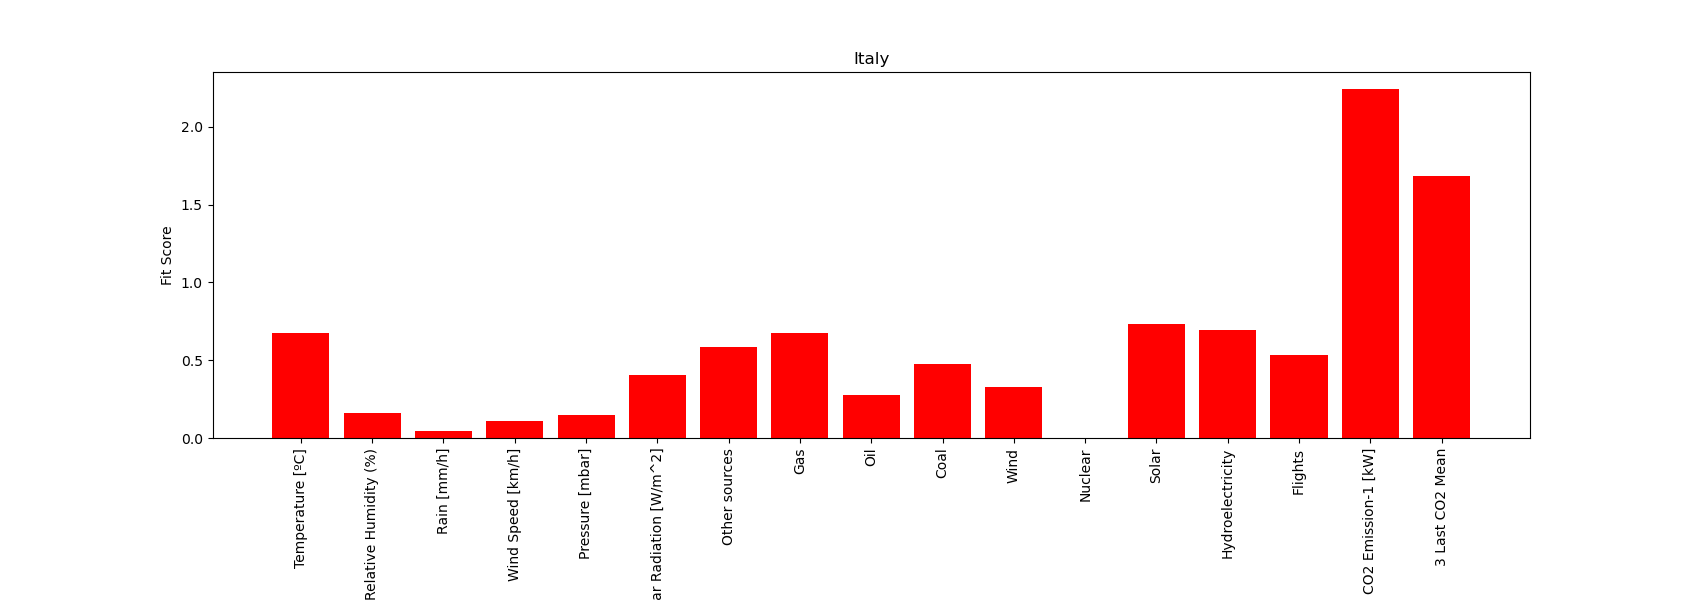 Italy
Fit Score
2.0
1.5
1.0
0.5
0.0
Temperature [ºC]
Relative Humidity (%)
Rain [mm/h]
Wind Speed [km/h]
Pressure [mbar]
ar Radiation [W/m^2]
Other sources
Gas
Oil
Coal
Wind
Nuclear
Solar
Hydroelectricity
Flights
CO2 Emission-1 [kW]
3 Last CO2 Mean